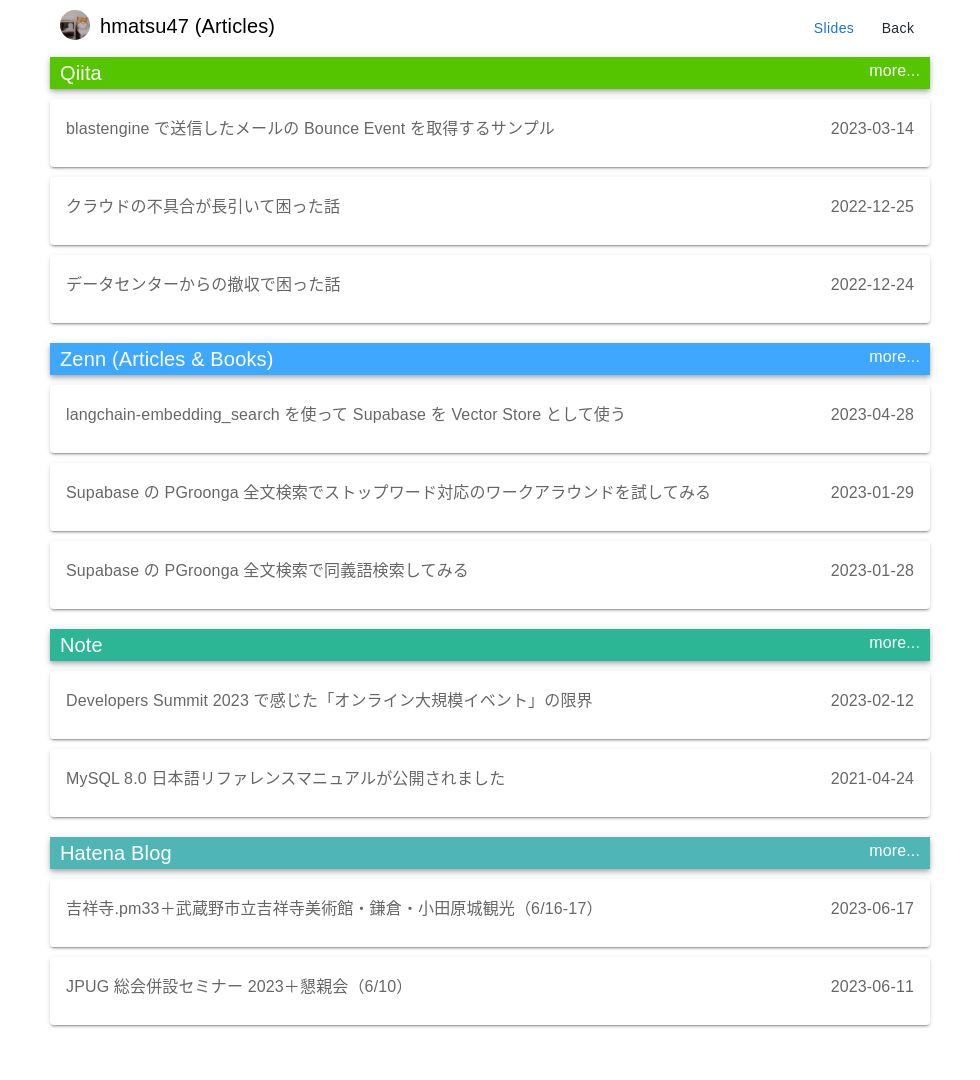 hmatsu47 (Articles)
Slides
Back
Qiita
more...
blastengine で送信したメールの Bounce Event を取得するサンプル
2023-03-14
クラウドの不具合が長引いて困った話
2022-12-25
データセンターからの撤収で困った話
2022-12-24
Zenn (Articles & Books)
more...
langchain-embedding_search を使って Supabase を Vector Store として使う
2023-04-28
Supabase の PGroonga 全文検索でストップワード対応のワークアラウンドを試してみる
2023-01-29
Supabase の PGroonga 全文検索で同義語検索してみる
2023-01-28
Note
more...
Developers Summit 2023 で感じた「オンライン大規模イベント」の限界
2023-02-12
MySQL 8.0 日本語リファレンスマニュアルが公開されました
2021-04-24
Hatena Blog
more...
吉祥寺.pm33＋武蔵野市立吉祥寺美術館・鎌倉・小田原城観光（6/16-17）
2023-06-17
JPUG 総会併設セミナー 2023＋懇親会（6/10）
2023-06-11